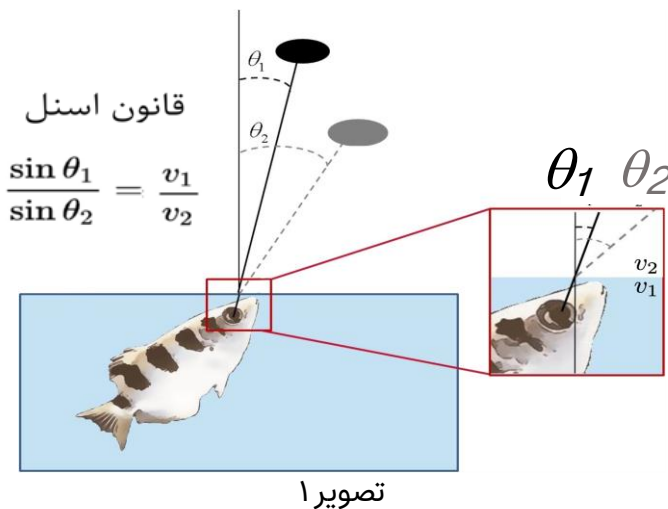 θ₁
θ₂
قانون اسنل
sin θ₁ / sin θ₂ = v₁ / v₂
θ₁ θ₂
v₂
v₁
تصویر ۱